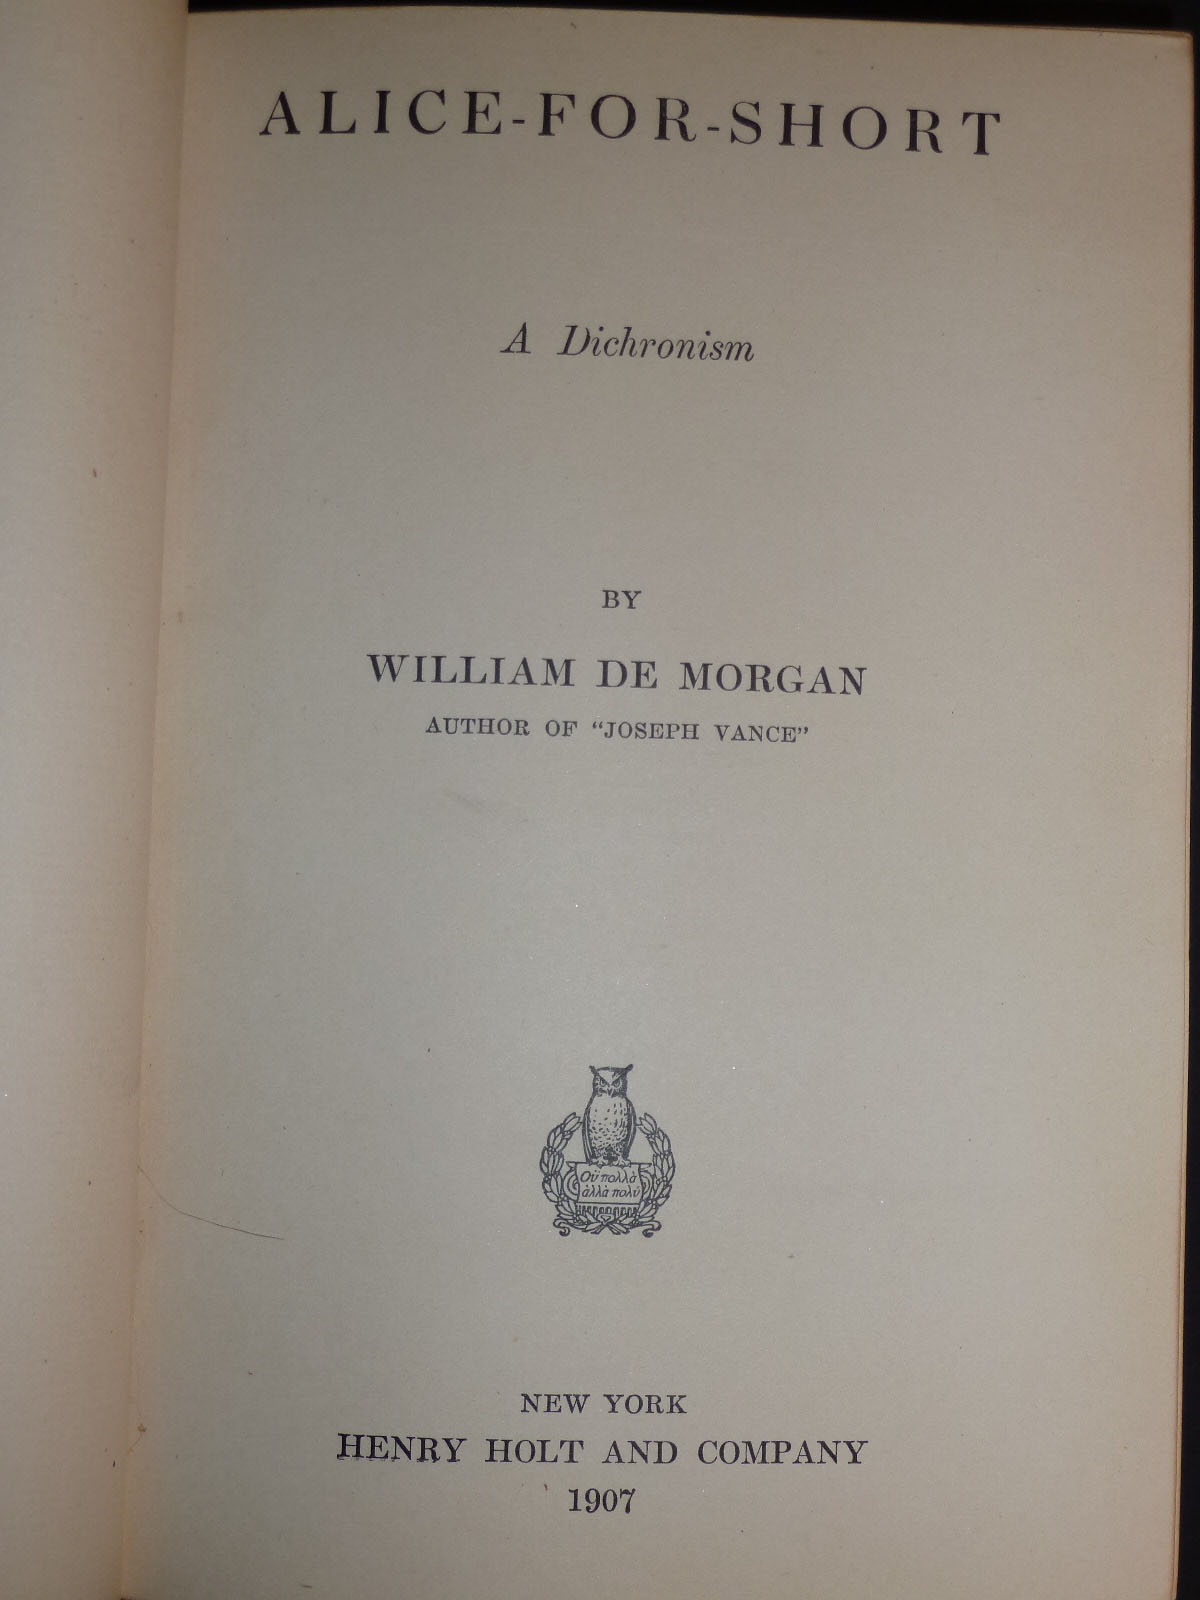 ALICE-FOR-SHORT
A Dichronism
BY
WILLIAM DE MORGAN
AUTHOR OF “JOSEPH VANCE”
Οὐ πολλὰ
ἀλλὰ πολύ
NEW YORK
HENRY HOLT AND COMPANY
1907